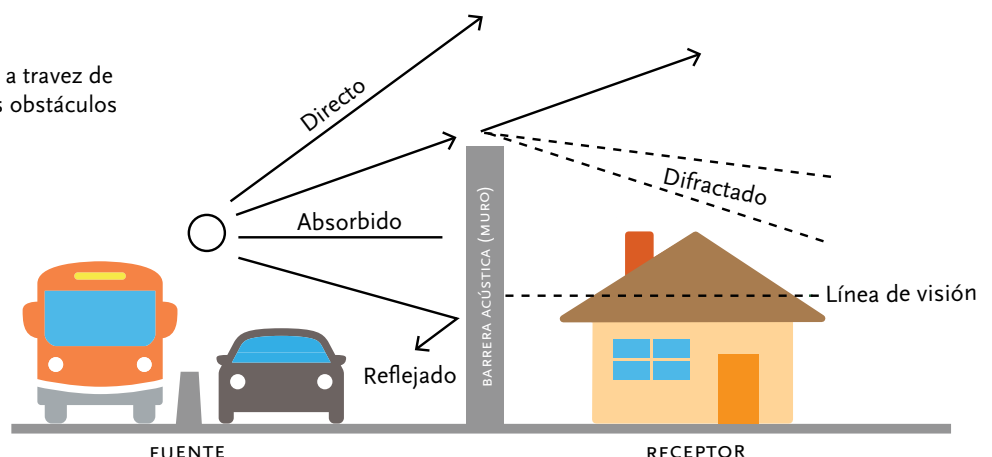 a travez de
s obstáculos
Directo
Absorbido
Difractado
Línea de visión
Reflejado
BARRERA ACÚSTICA (MURO)
FUENTE
RECEPTOR